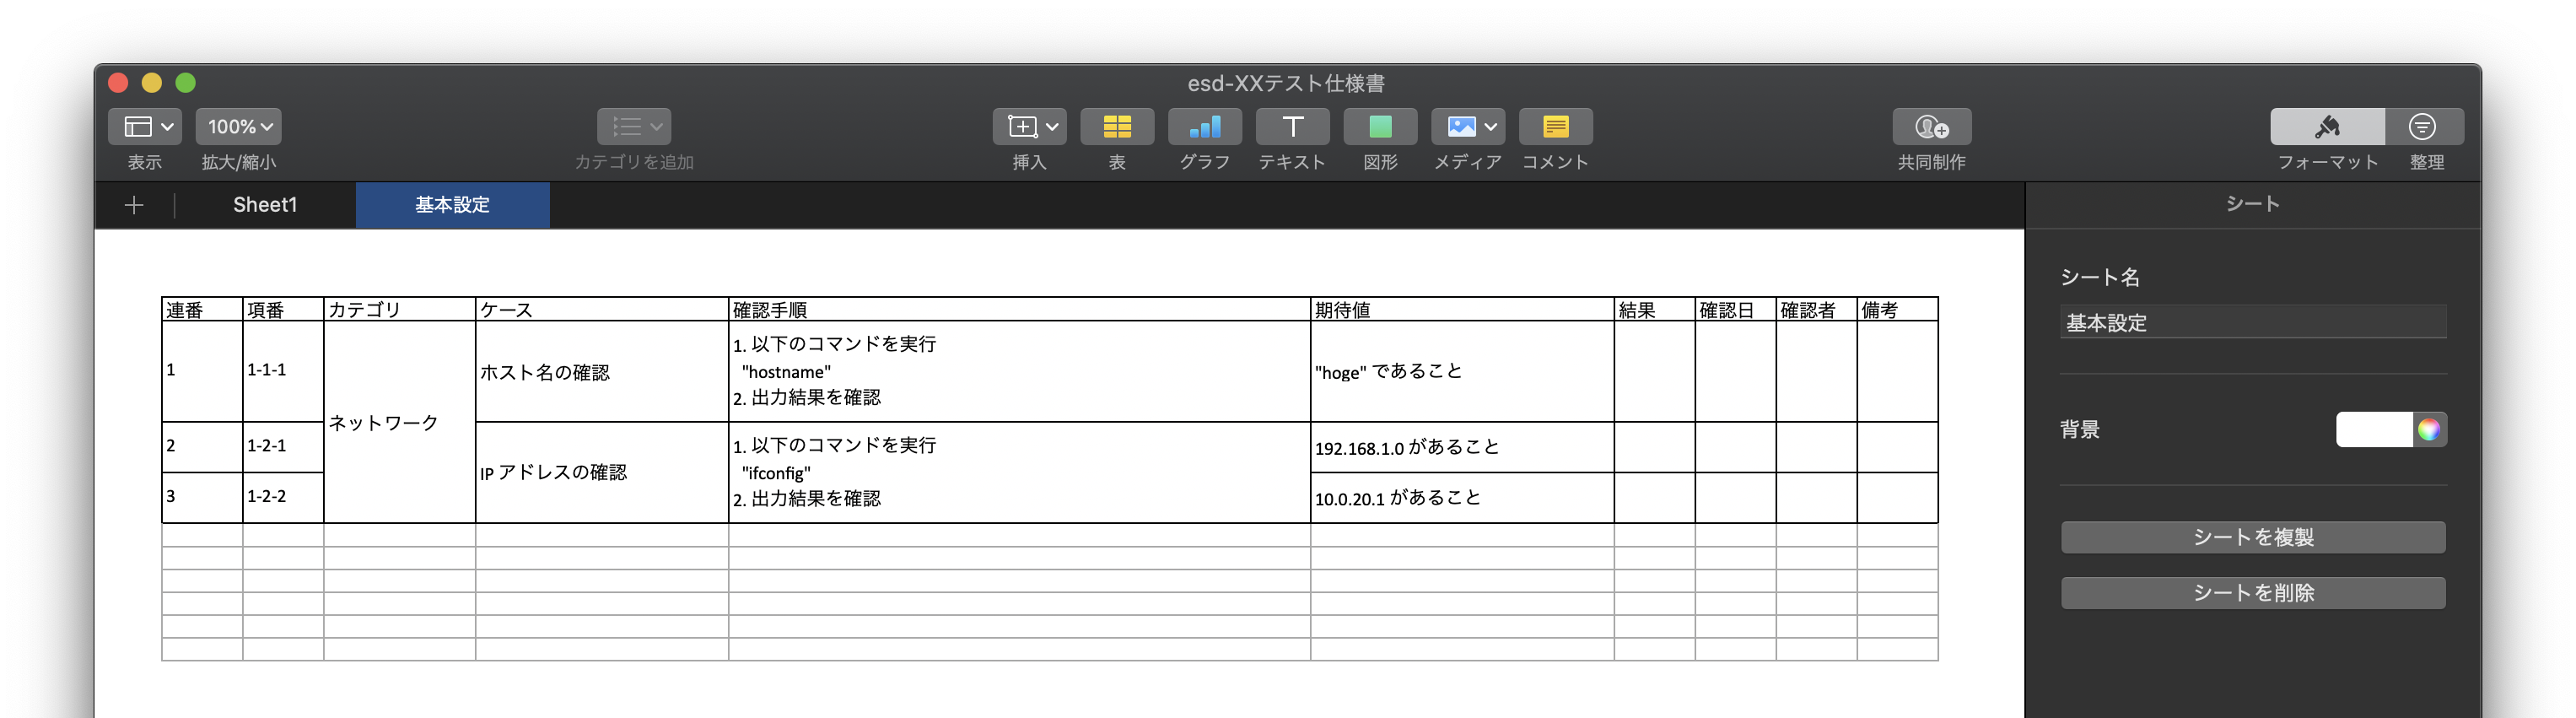 esd-XXテスト仕様書
100%
表示
拡大/縮小
カテゴリを追加
挿入
表
グラフ
テキスト
図形
メディア
コメント
共同制作
フォーマット
整理
Sheet1
基本設定
シート
シート名
基本設定
背景
シートを複製
シートを削除
連番 項番 カテゴリ ケース 確認手順 期待値 結果 確認日 確認者 備考
1 1-1-1 ネットワーク ホスト名の確認
1. 以下のコマンドを実行
"hostname"
2. 出力結果を確認
"hoge" であること
2 1-2-1 IP アドレスの確認
1. 以下のコマンドを実行
"ifconfig"
2. 出力結果を確認
192.168.1.0 があること
3 1-2-2
10.0.20.1 があること